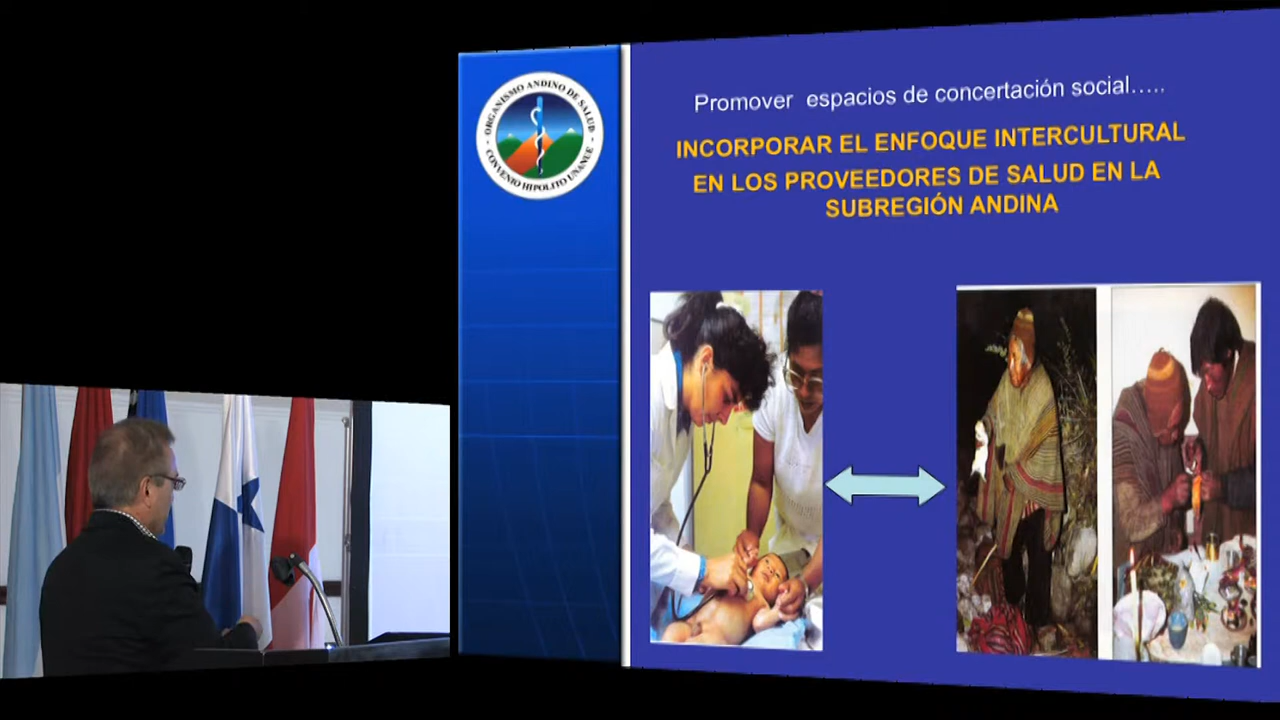 ORGANISMO ANDINO DE SALUD
- CONVENIO HIPOLITO UNANUE -
Promover espacios de concertación social.....
INCORPORAR EL ENFOQUE INTERCULTURAL
EN LOS PROVEEDORES DE SALUD EN LA
SUBREGIÓN ANDINA